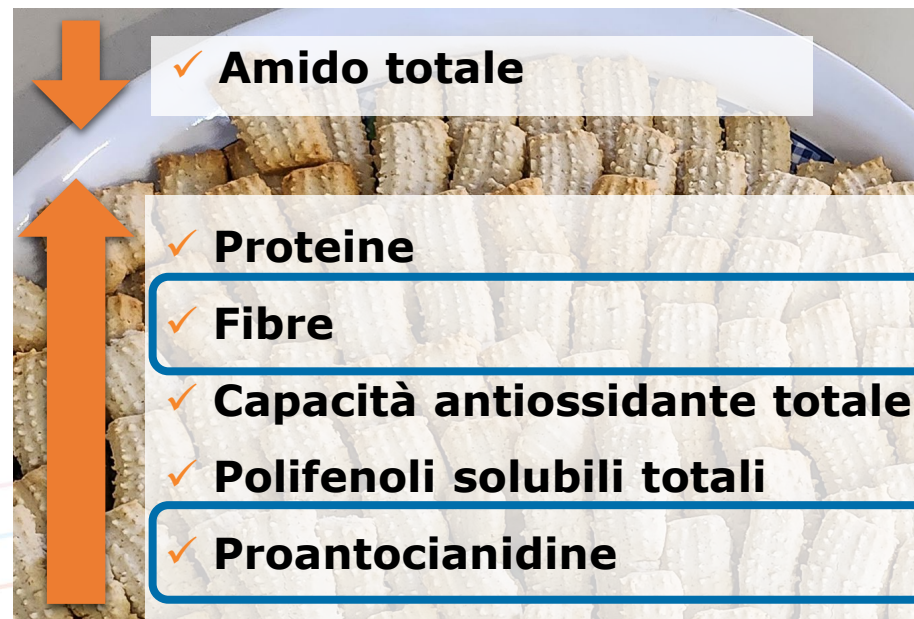 ✓ Amido totale
✓ Proteine
✓ Fibre
✓ Capacità antiossidante totale
✓ Polifenoli solubili totali
✓ Proantocianidine